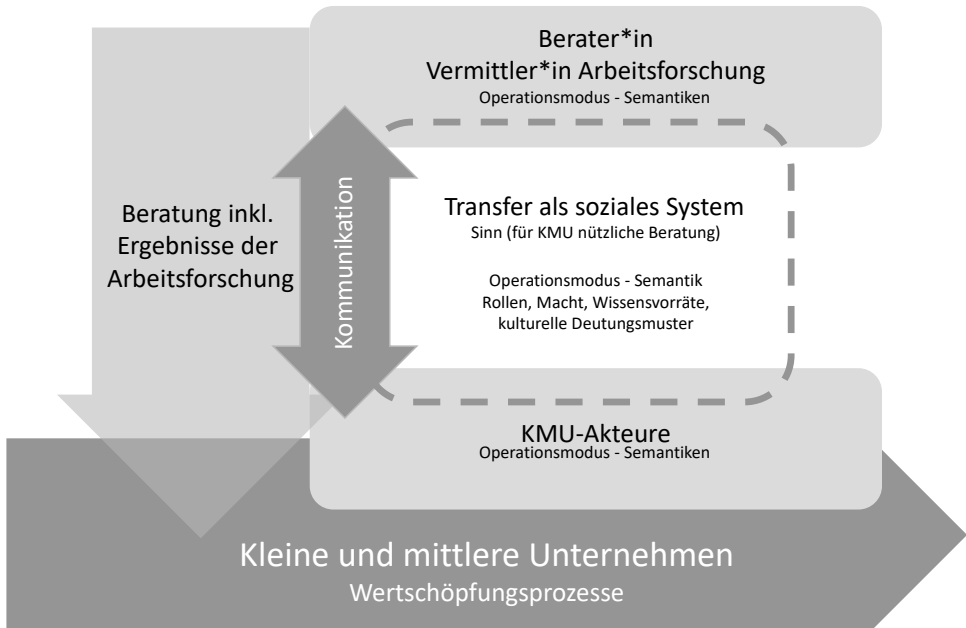 Berater*in
Vermittler*in Arbeitsforschung
Operationsmodus - Semantiken
Beratung inkl.
Ergebnisse der
Arbeitsforschung
Kommunikation
Transfer als soziales System
Sinn (für KMU nützliche Beratung)
Operationsmodus - Semantik
Rollen, Macht, Wissensvorräte,
kulturelle Deutungsmuster
KMU-Akteure
Operationsmodus - Semantiken
Kleine und mittlere Unternehmen
Wertschöpfungsprozesse